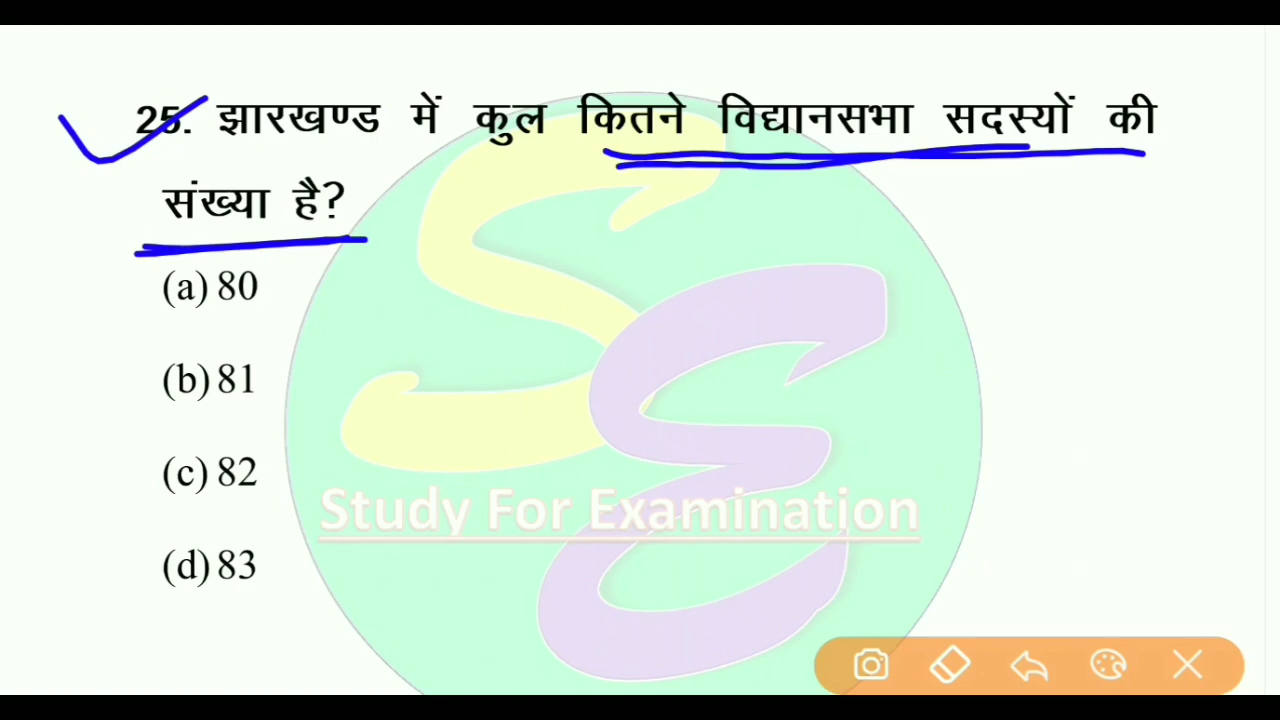 25. झारखण्ड में कुल कितने विद्यानसभा सदस्यों की
संख्या है?
(a) 80
(b) 81
(c) 82
Study For Examination
(d) 83